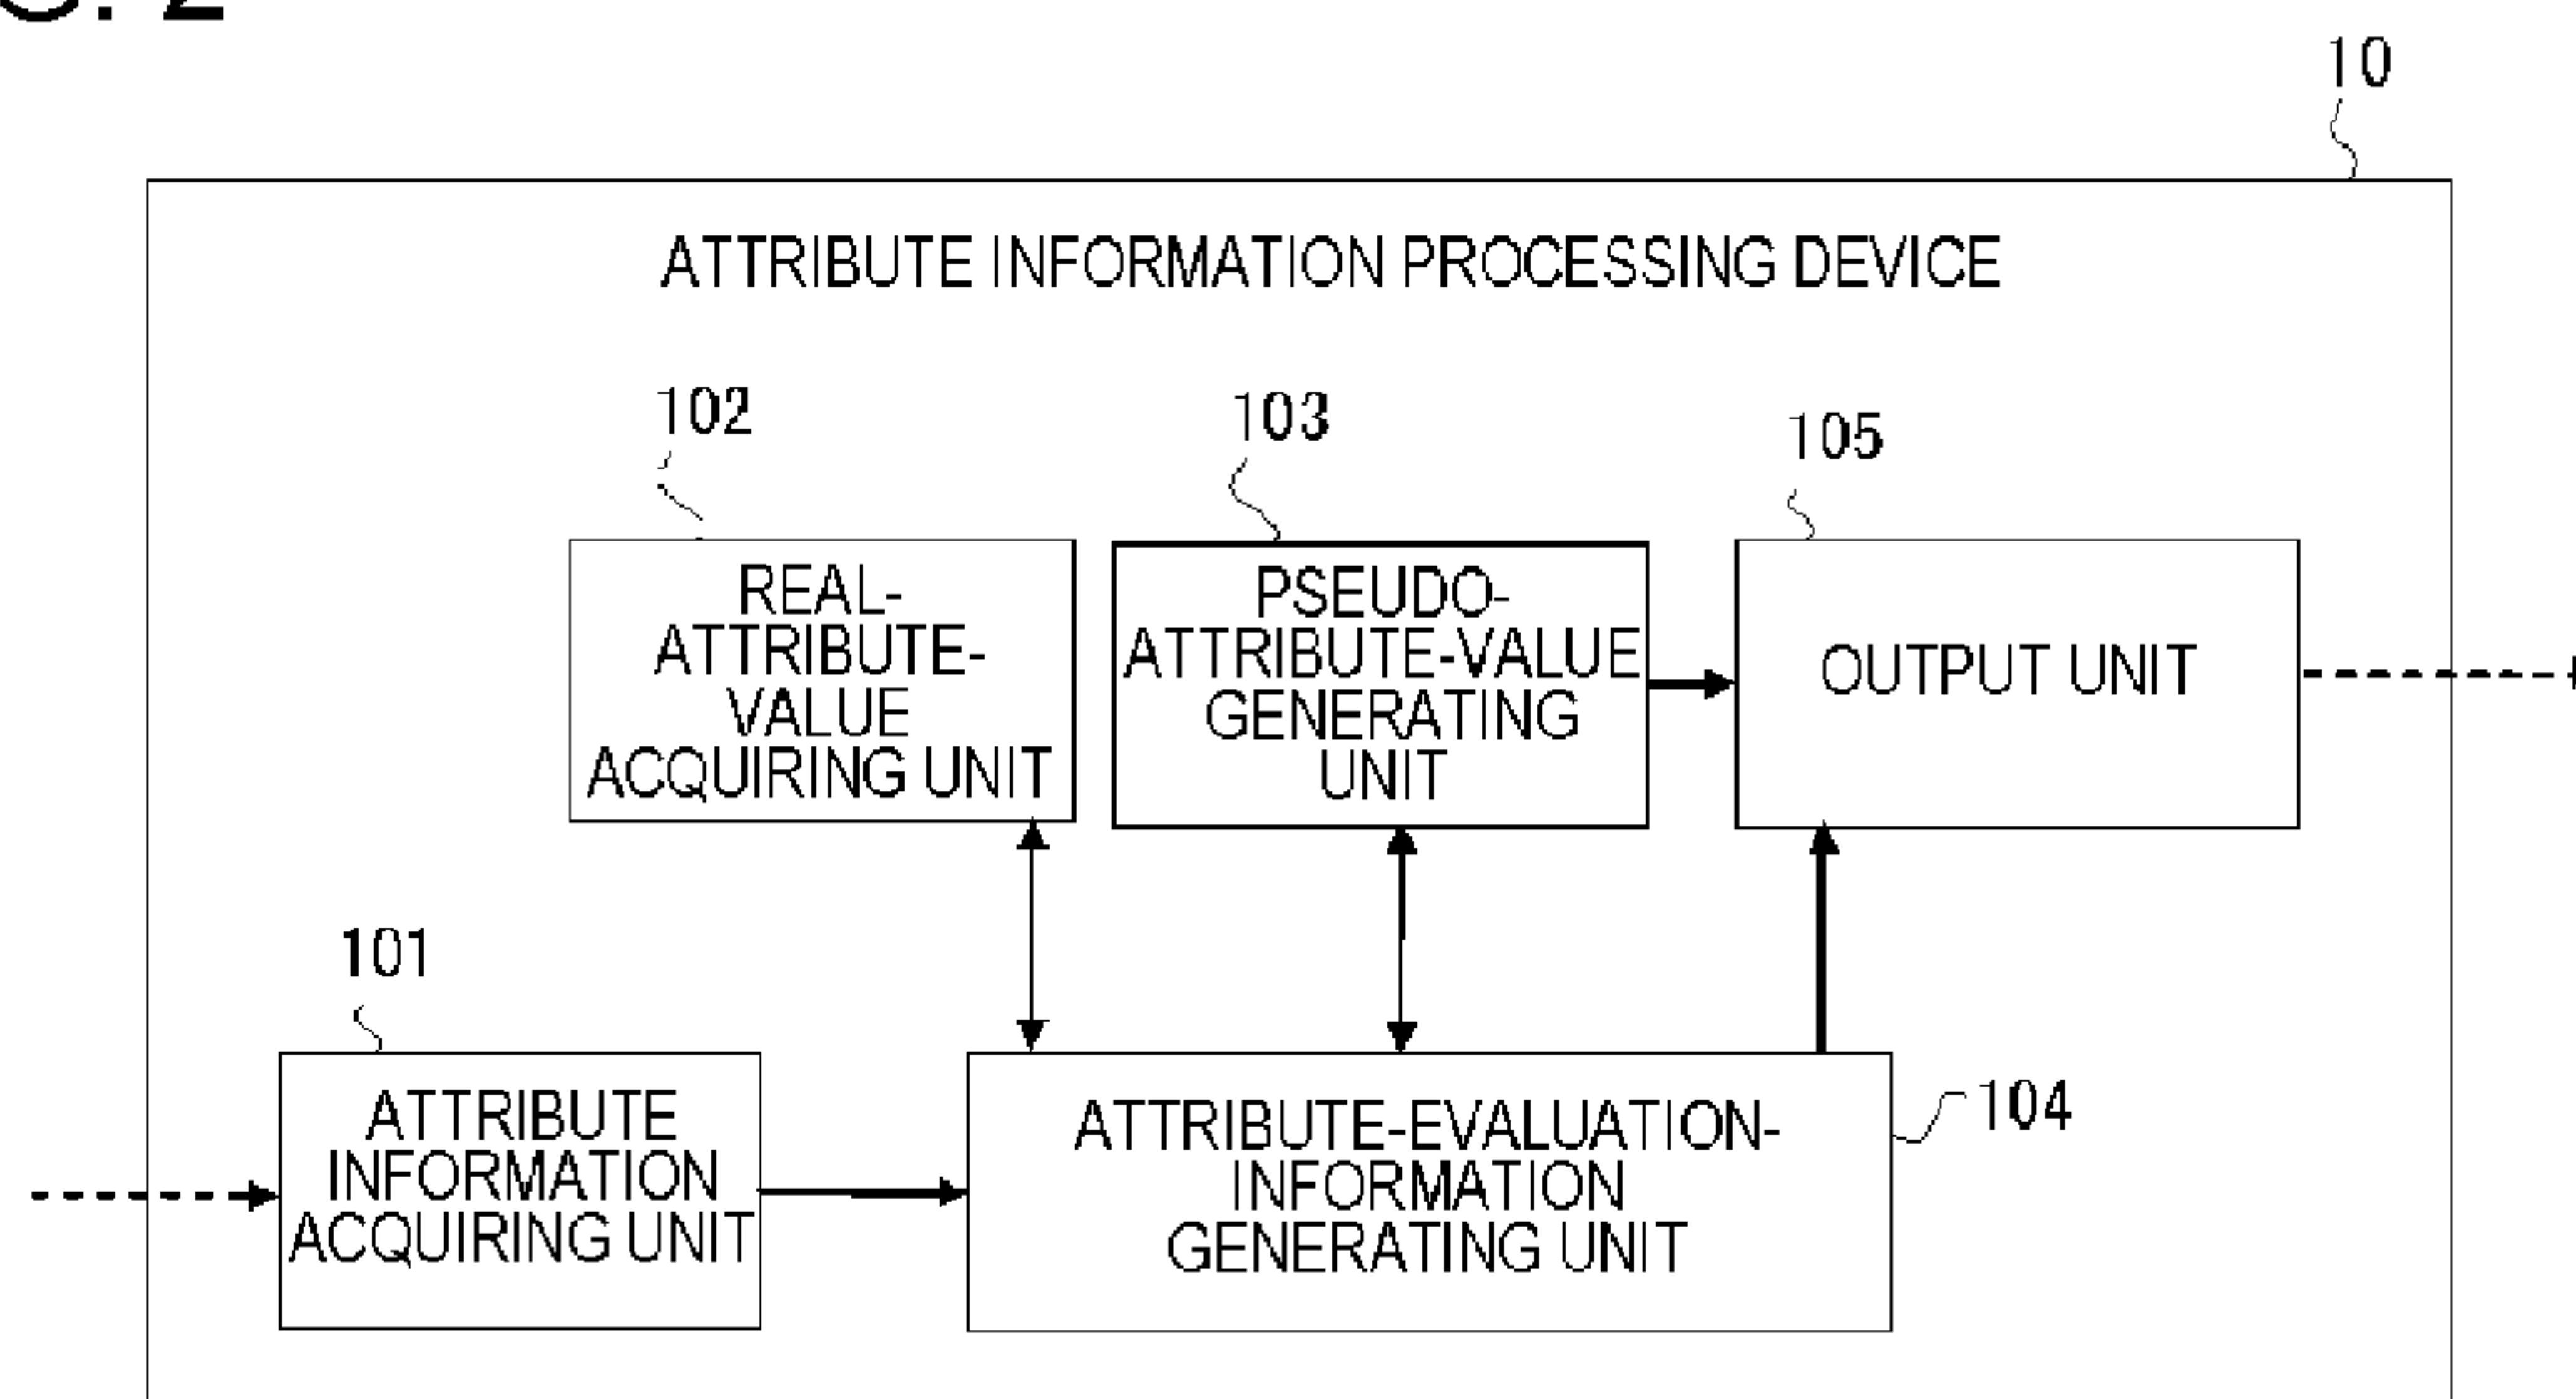 . 2
10
ATTRIBUTE INFORMATION PROCESSING DEVICE
102
103
105
REAL-
ATTRIBUTE-
VALUE
ACQUIRING UNIT
PSEUDO-
ATTRIBUTE-VALUE
GENERATING
UNIT
OUTPUT UNIT
101
ATTRIBUTE
INFORMATION
ACQUIRING UNIT
ATTRIBUTE-EVALUATION-
INFORMATION
GENERATING UNIT
104